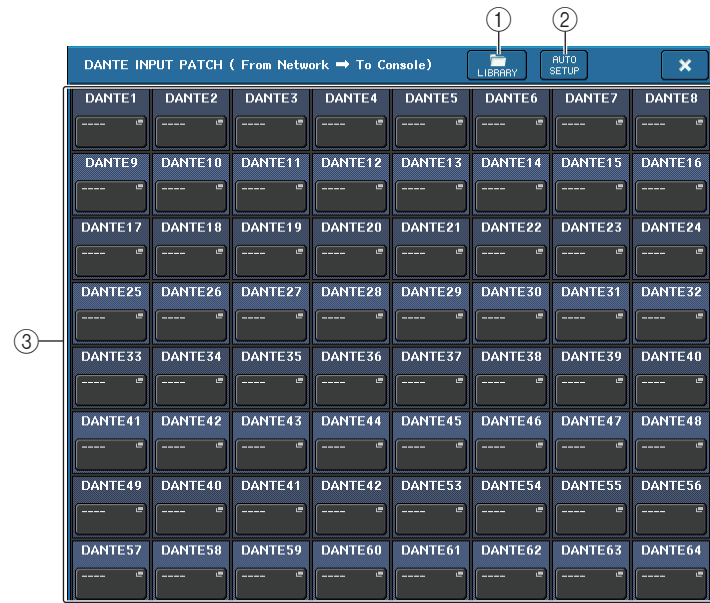 ① ②
DANTE INPUT PATCH ( From Network ➡ To Console) LIBRARY AUTO SETUP ×
DANTE1 DANTE2 DANTE3 DANTE4 DANTE5 DANTE6 DANTE7 DANTE8
---- ---- ---- ---- ---- ---- ---- ----
DANTE9 DANTE10 DANTE11 DANTE12 DANTE13 DANTE14 DANTE15 DANTE16
---- ---- ---- ---- ---- ---- ---- ----
DANTE17 DANTE18 DANTE19 DANTE20 DANTE21 DANTE22 DANTE23 DANTE24
---- ---- ---- ---- ---- ---- ---- ----
DANTE25 DANTE26 DANTE27 DANTE28 DANTE29 DANTE30 DANTE31 DANTE32
---- ---- ---- ---- ---- ---- ---- ----
③
DANTE33 DANTE34 DANTE35 DANTE36 DANTE37 DANTE38 DANTE39 DANTE40
---- ---- ---- ---- ---- ---- ---- ----
DANTE41 DANTE42 DANTE43 DANTE44 DANTE45 DANTE46 DANTE47 DANTE48
---- ---- ---- ---- ---- ---- ---- ----
DANTE49 DANTE40 DANTE41 DANTE42 DANTE53 DANTE54 DANTE55 DANTE56
---- ---- ---- ---- ---- ---- ---- ----
DANTE57 DANTE58 DANTE59 DANTE60 DANTE61 DANTE62 DANTE63 DANTE64
---- ---- ---- ---- ---- ---- ---- ----